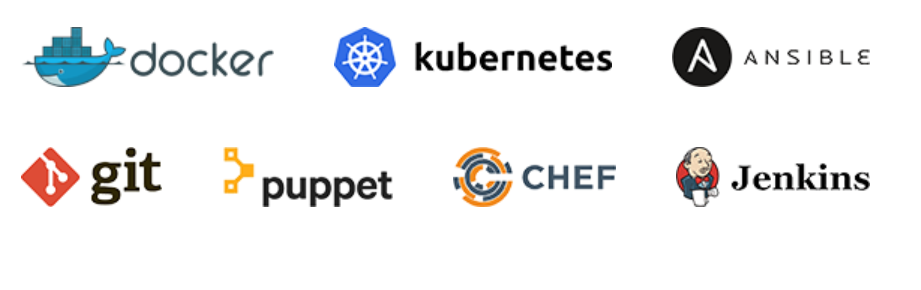 docker kubernetes ANSIBLE
git puppet CHEF Jenkins